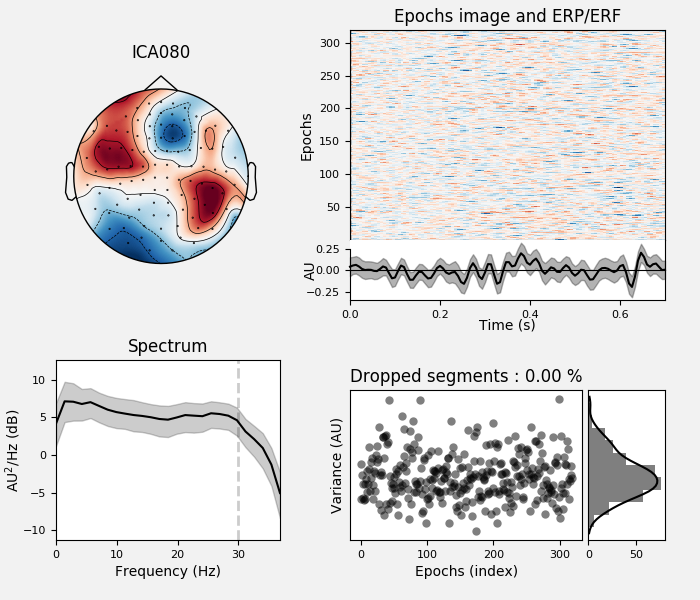 ICA080
Epochs image and ERP/ERF
Epochs
300
250
200
150
100
50
AU
0.25
0.00
−0.25
0.0 0.2 0.4 0.6
Time (s)
Spectrum
AU²/Hz (dB)
10
5
0
−5
−10
0 10 20 30
Frequency (Hz)
Dropped segments : 0.00 %
Variance (AU)
0 100 200 300
Epochs (index)
0 50